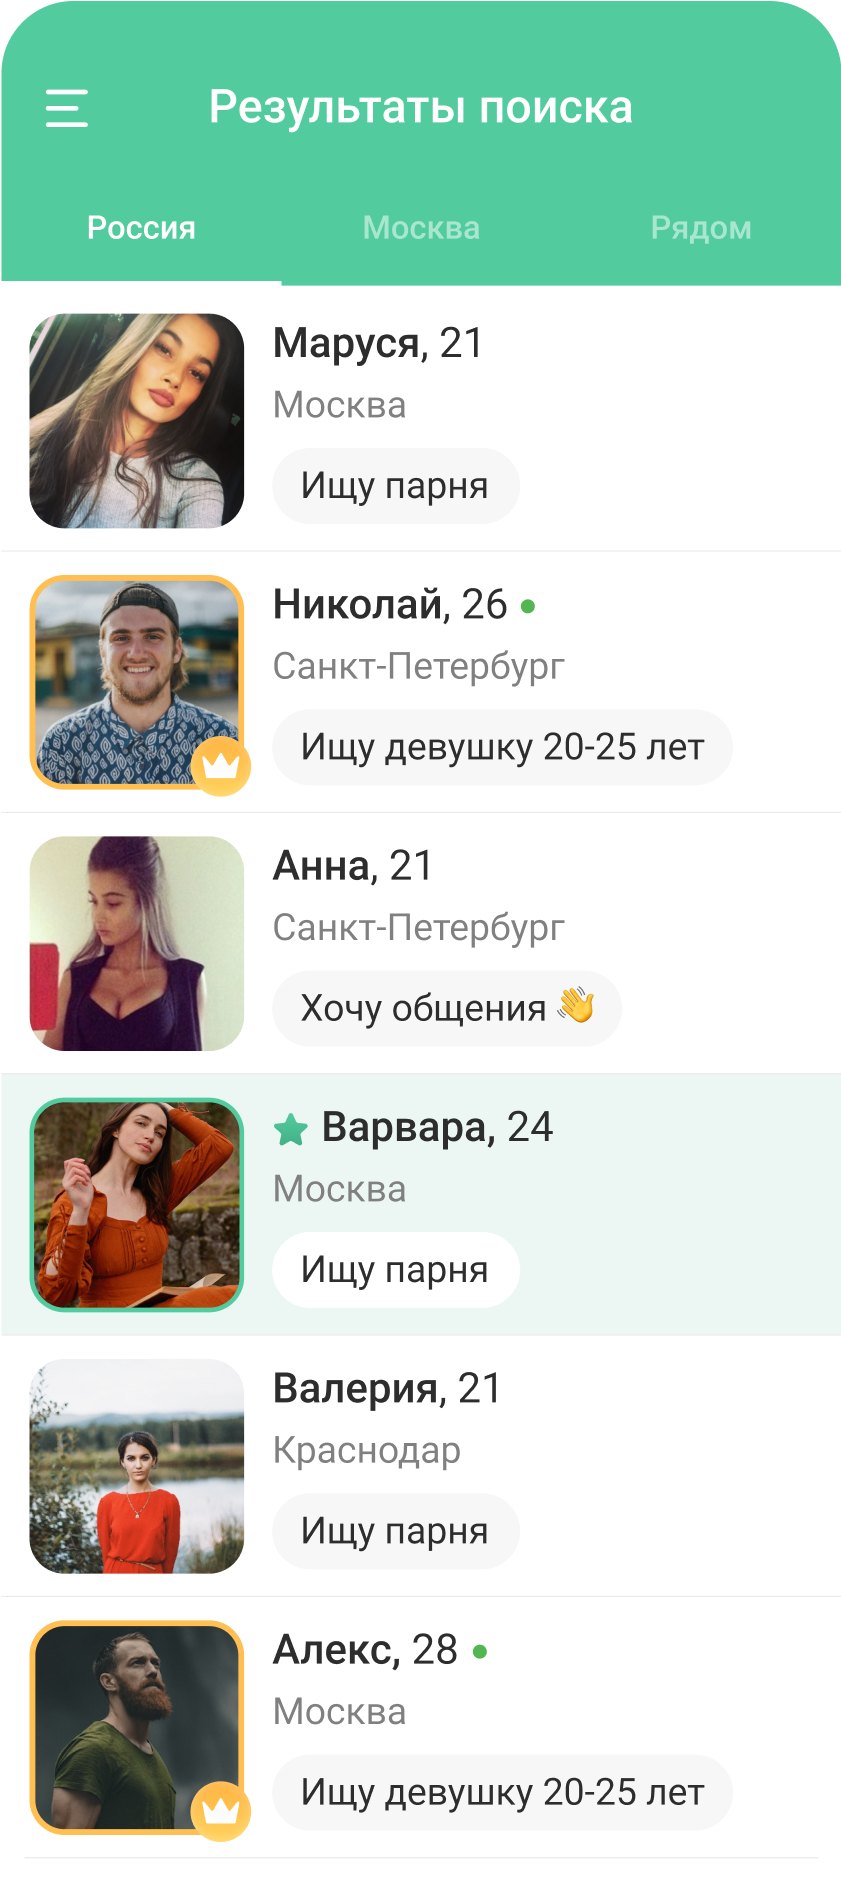 Результаты поиска
Россия
Москва
Рядом
Маруся, 21
Москва
Ищу парня
Николай, 26
Санкт-Петербург
Ищу девушку 20-25 лет
Анна, 21
Санкт-Петербург
Хочу общения 👋
Варвара, 24
Москва
Ищу парня
Валерия, 21
Краснодар
Ищу парня
Алекс, 28
Москва
Ищу девушку 20-25 лет